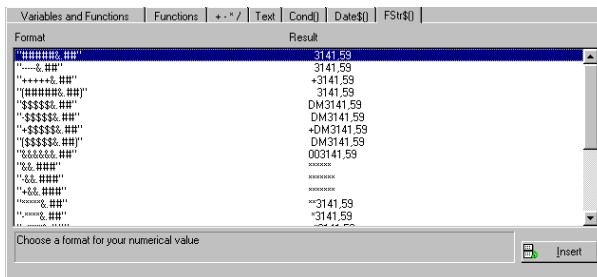 Variables and Functions Functions + - * / Text Cond() Date$() FStr$()
Format Result
"######&.##" 3141,59
"-----&.##" 3141,59
"+++++&.##" +3141,59
"(######&.##)" 3141,59
"$$$$$&.##" DM3141,59
"-$$$$$&.##" DM3141,59
"+$$$$$&.##" +DM3141,59
"($$$$$&.##)" DM3141,59
"&&&&&&.##" 003141,59
"&&.###" ******
"-&&.###" *******
"+&&.###" *******
"*****&.##" **3141,59
"-****&.##" *3141,59
Choose a format for your numerical value
Insert